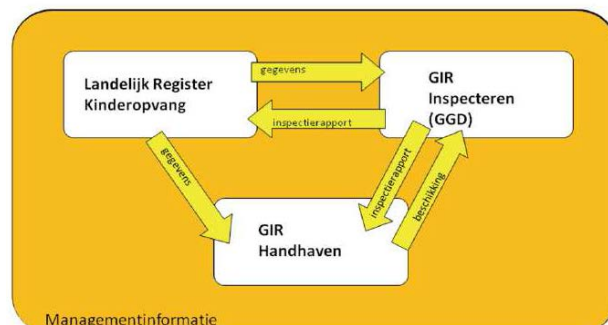 Landelijk Register
Kinderopvang
gegevens
GIR
Inspecteren
(GGD)
inspectierapport
gegevens
inspectierapport
beschikking
GIR
Handhaven
Managementinformatie